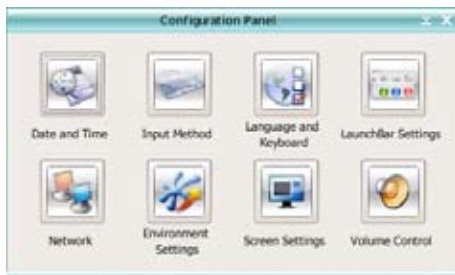 Configuration Panel
Date and Time
Input Method
Language and
Keyboard
LaunchBar Settings
Network
Environment
Settings
Screen Settings
Volume Control